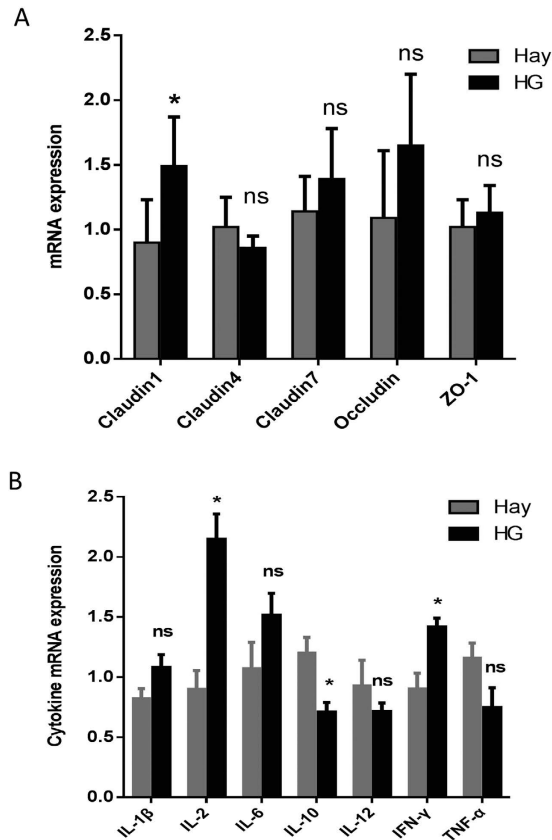 A
mRNA expression
2.5
2.0
1.5
1.0
0.5
0.0
Hay
HG
*
ns
ns
ns
ns
Claudin1
Claudin4
Claudin7
Occludin
ZO-1
B
Cytokine mRNA expression
2.5
2.0
1.5
1.0
0.5
0.0
Hay
HG
ns
*
ns
*
ns
*
ns
IL-1β
IL-2
IL-6
IL-10
IL-12
IFN-γ
TNF-α